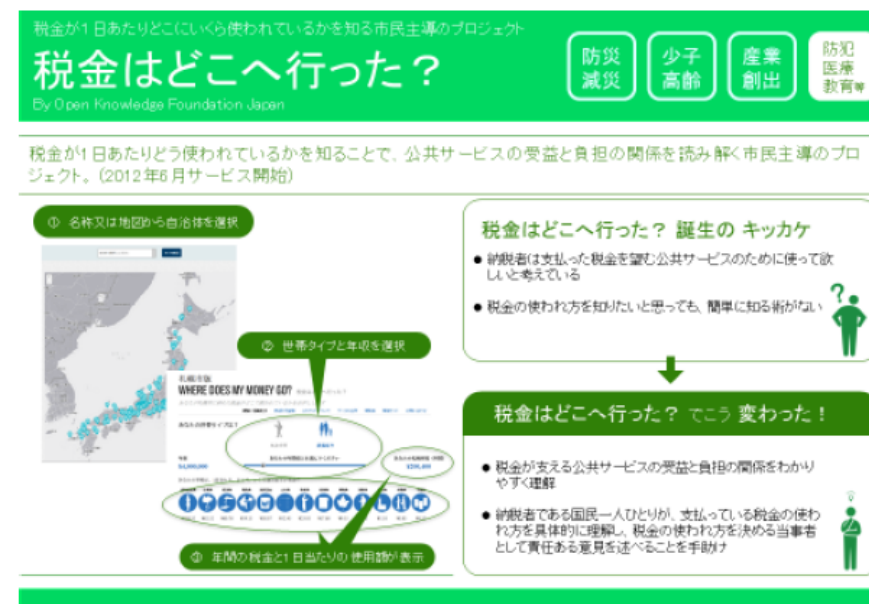 税金が1日あたりどこにいくら使われているかを知る市民主導のプロジェクト
税金はどこへ行った？
By Open Knowledge Foundation Japan
防災
減災
少子
高齢
産業
創出
防犯
医療
教育等
税金が1日あたりどう使われているかを知ることで、公共サービスの受益と負担の関係を読み解く市民主導のプロ
ジェクト。(2012年6月サービス開始)
① 名称又は地図から自治体を選択
② 世帯タイプと年収を選択
札幌市版
WHERE DOES MY MONEY GO?
③ 年間の税金と1日当たりの使用額が表示
税金はどこへ行った？ 誕生の キッカケ
● 納税者は支払った税金を望む公共サービスのために使って欲
しいと考えている
● 税金の使われ方を知りたいと思っても、簡単に知る術がない
?
税金はどこへ行った？ でこう 変わった！
● 税金が支える公共サービスの受益と負担の関係をわかり
やすく理解
● 納税者である国民一人ひとりが、支払っている税金の使わ
れ方を具体的に理解し、税金の使われ方を決める当事者
として責任ある意見を述べることを手助け